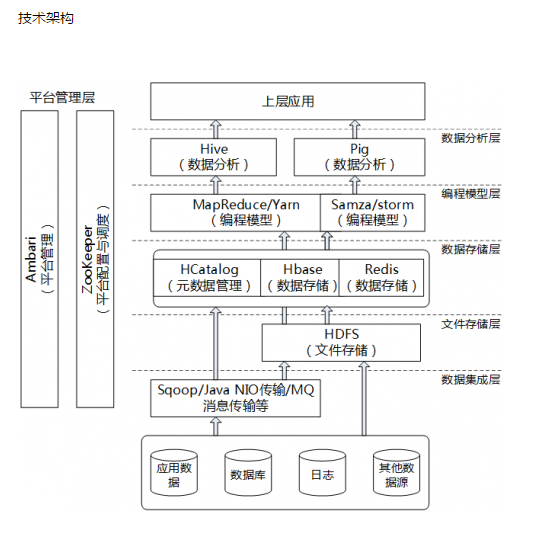 技术架构
平台管理层
上层应用
数据分析层
Hive
（数据分析）
Pig
（数据分析）
编程模型层
MapReduce/Yarn
（编程模型）
Samza/storm
（编程模型）
数据存储层
HCatalog
（元数据管理）
Hbase
（数据存储）
Redis
（数据存储）
文件存储层
HDFS
（文件存储）
数据集成层
Sqoop/Java NIO传输/MQ
消息传输等
应用数
据
数据库
日志
其他数
据源
Ambari
（平台管理）
ZooKeeper
（平台配置与调度）